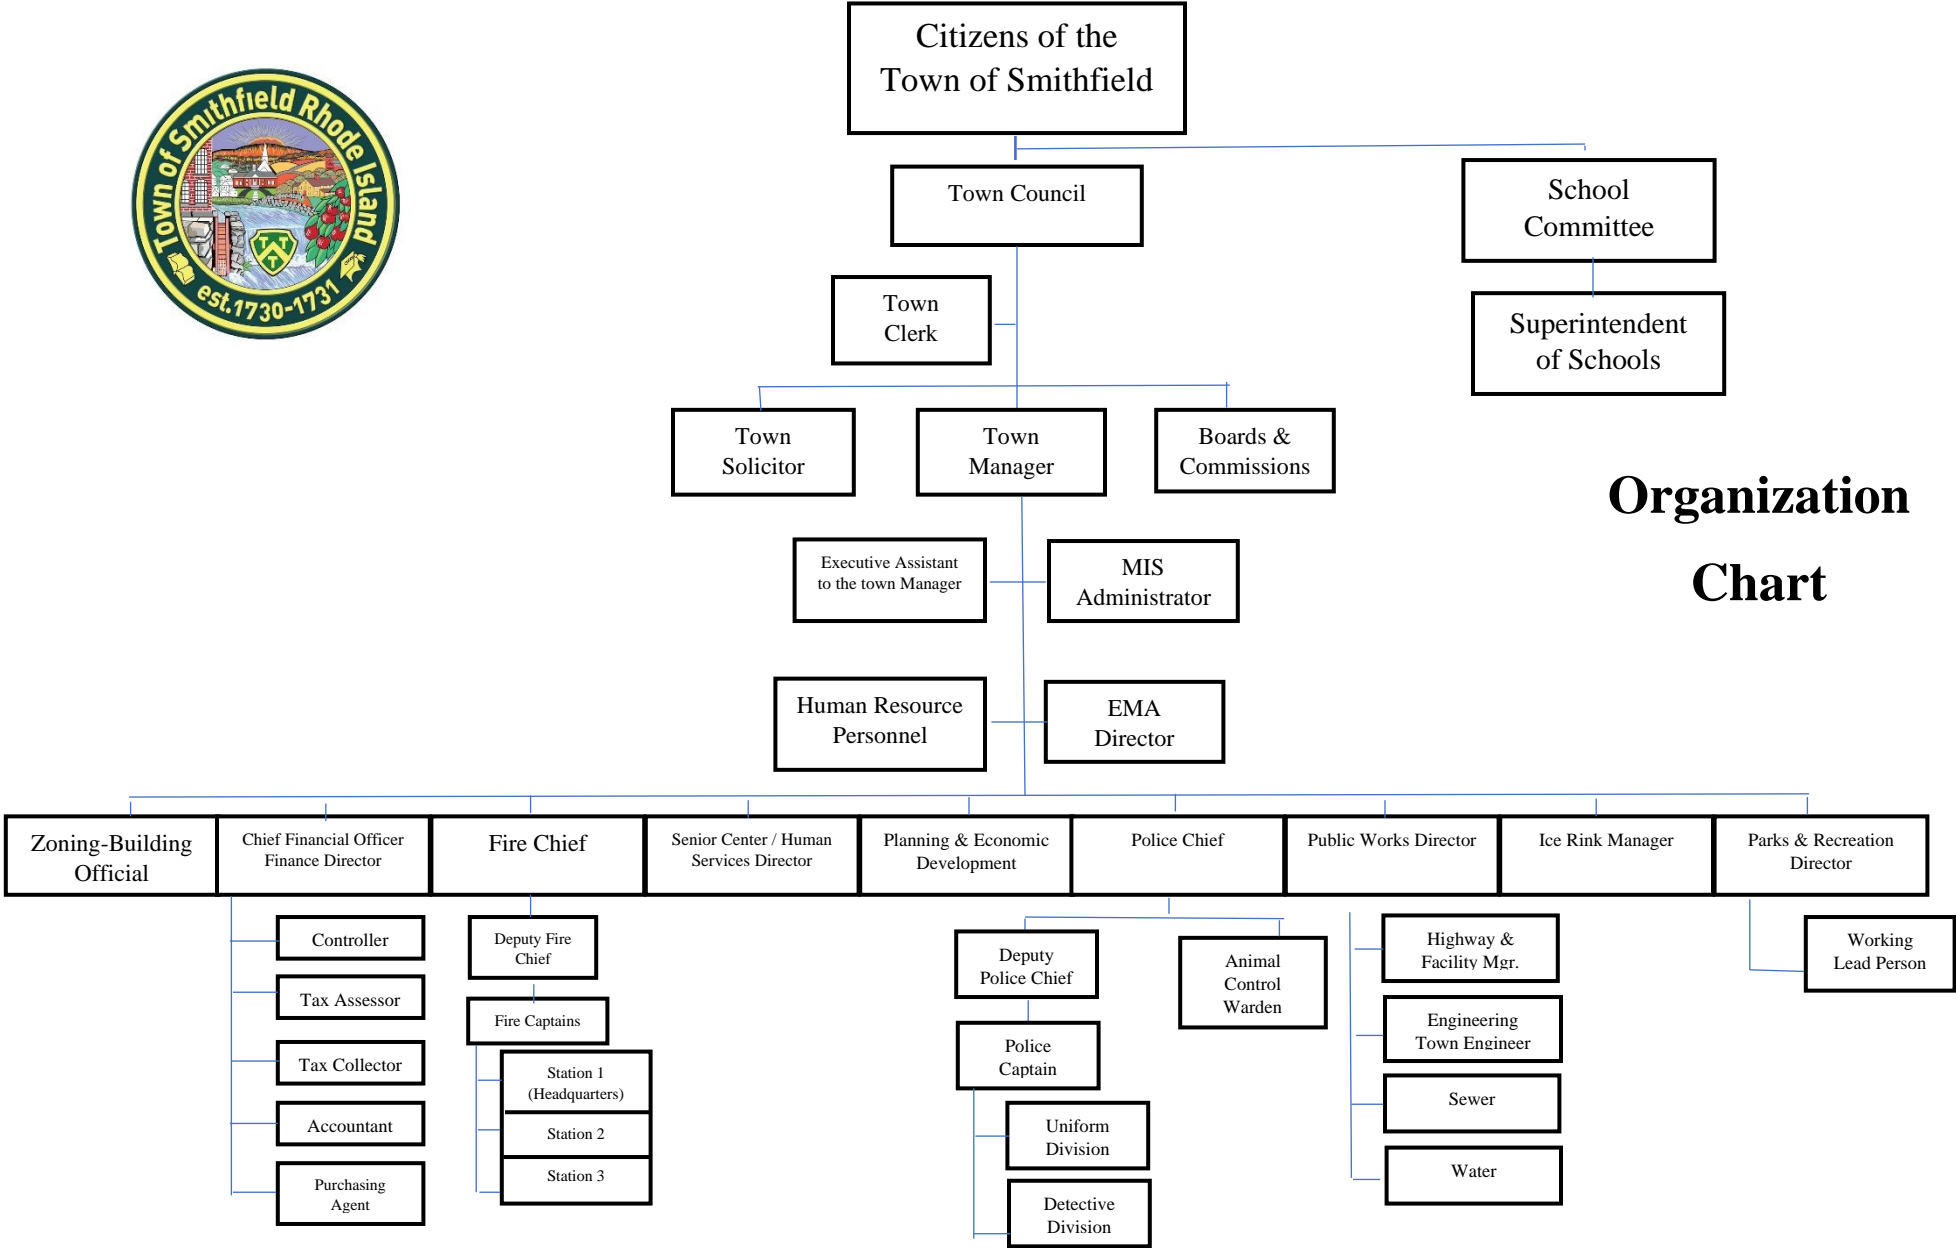 Citizens of the
Town of Smithfield
Town of Smithfield Rhode Island
est.1730-1731
T T
T
Town Council
School
Committee
Town
Clerk
Superintendent
of Schools
Town
Solicitor
Town
Manager
Boards &
Commissions
Organization
Chart
Executive Assistant
to the town Manager
MIS
Administrator
Human Resource
Personnel
EMA
Director
Zoning-Building
Official
Chief Financial Officer
Finance Director
Fire Chief
Senior Center / Human
Services Director
Planning & Economic
Development
Police Chief
Public Works Director
Ice Rink Manager
Parks & Recreation
Director
Controller
Tax Assessor
Tax Collector
Accountant
Purchasing
Agent
Deputy Fire
Chief
Fire Captains
Station 1
(Headquarters)
Station 2
Station 3
Deputy
Police Chief
Police
Captain
Uniform
Division
Detective
Division
Animal
Control
Warden
Highway &
Facility Mgr.
Engineering
Town Engineer
Sewer
Water
Working
Lead Person